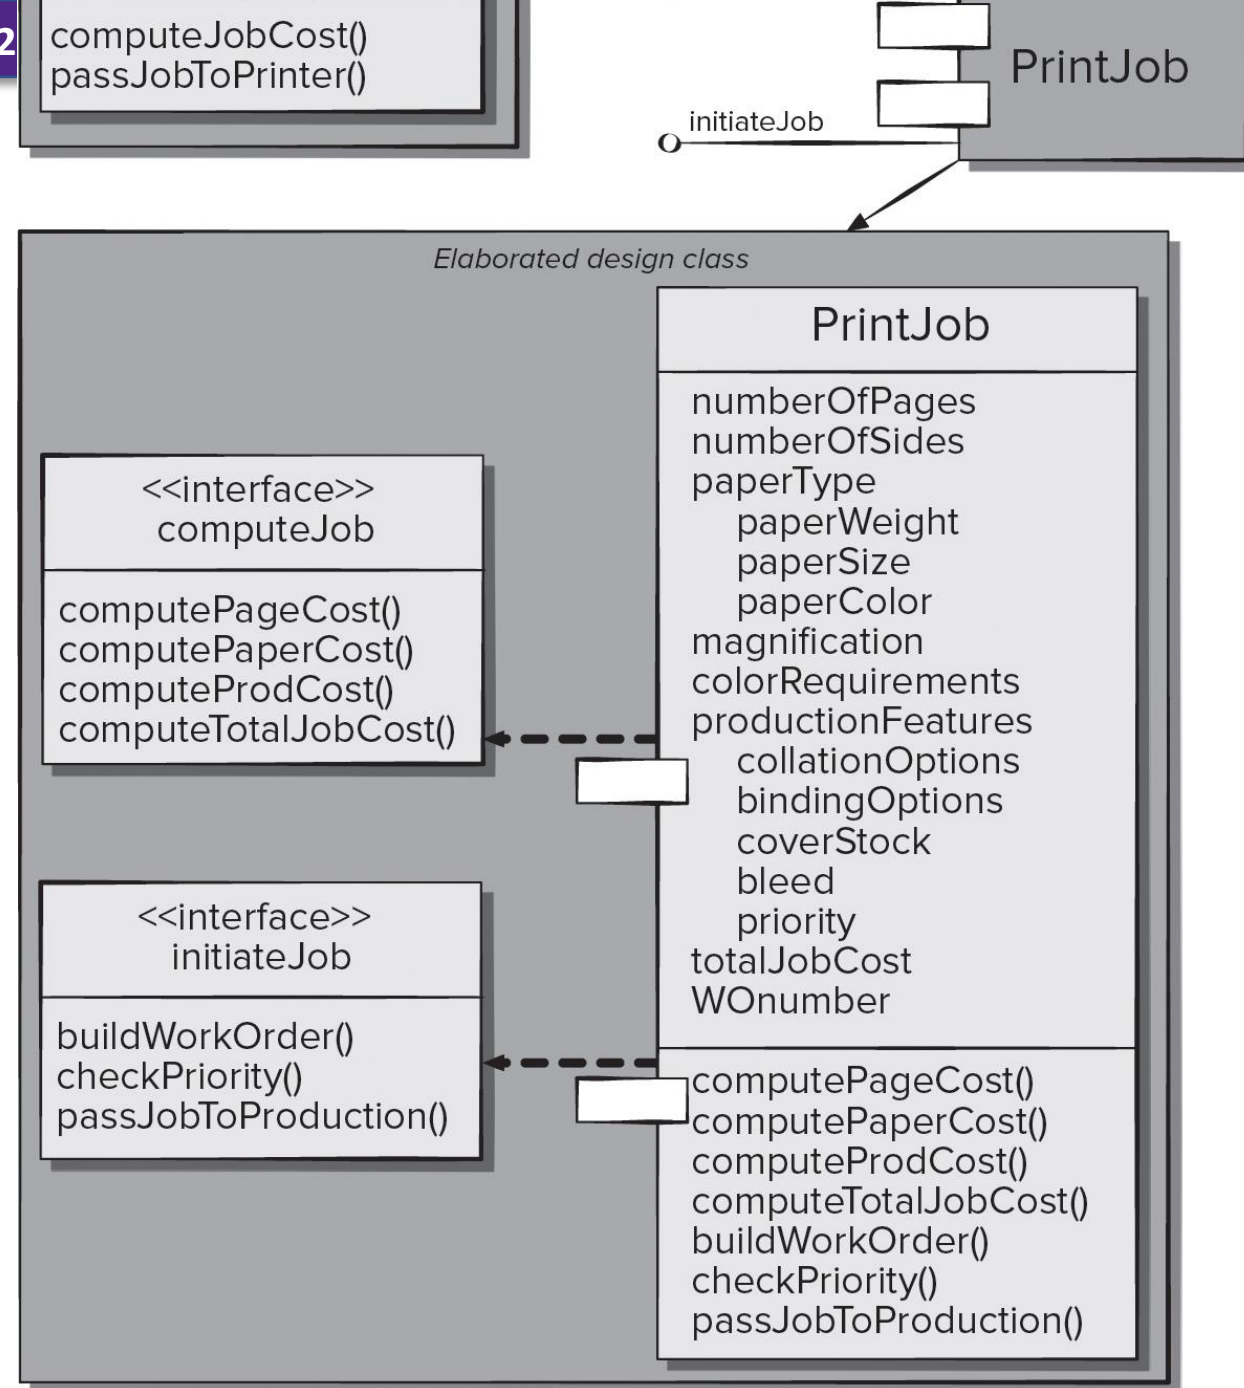 2
computeJobCost()
passJobToPrinter()
PrintJob
initiateJob
Elaborated design class
PrintJob
numberOfPages
numberOfSides
paperType
paperWeight
paperSize
paperColor
magnification
colorRequirements
productionFeatures
collationOptions
bindingOptions
coverStock
bleed
priority
totalJobCost
WOnumber
computePageCost()
computePaperCost()
computeProdCost()
computeTotalJobCost()
buildWorkOrder()
checkPriority()
passJobToProduction()
<<interface>>
computeJob
computePageCost()
computePaperCost()
computeProdCost()
computeTotalJobCost()
<<interface>>
initiateJob
buildWorkOrder()
checkPriority()
passJobToProduction()